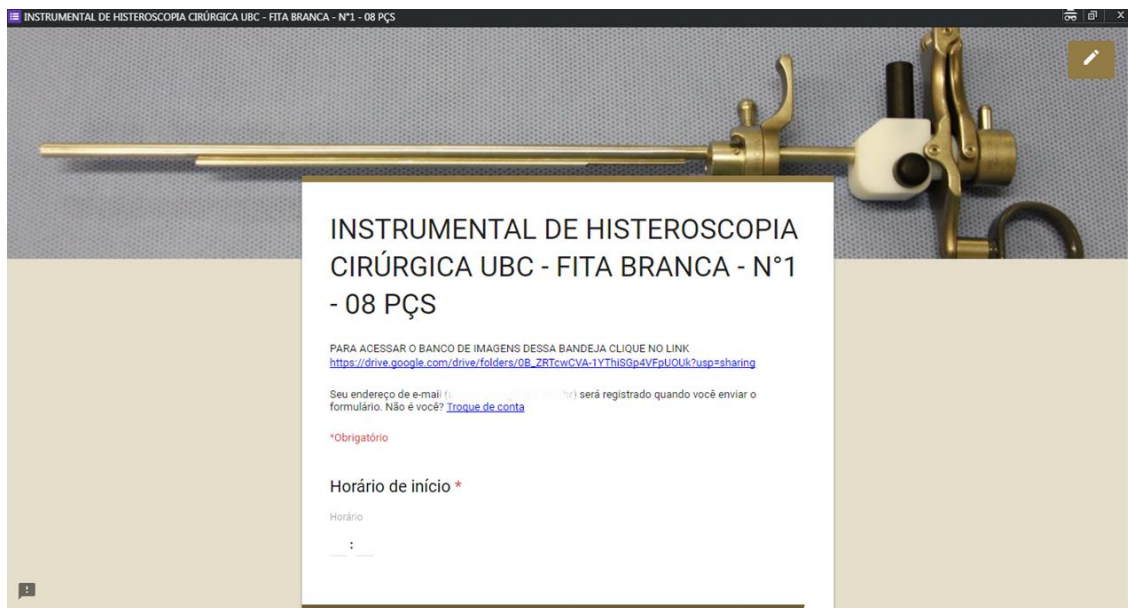 INSTRUMENTAL DE HISTEROSCOPIA CIRÚRGICA UBC - FITA BRANCA - N°1 - 08 PÇS
INSTRUMENTAL DE HISTEROSCOPIA
CIRÚRGICA UBC - FITA BRANCA - N°1
- 08 PÇS
PARA ACESSAR O BANCO DE IMAGENS DESSA BANDEJA CLIQUE NO LINK
https://drive.google.com/drive/folders/0B_ZRTcwCVA-1YThiSGp4VFpUOUk?usp=sharing
Seu endereço de e-mail ( hr) será registrado quando você enviar o
formulário. Não é você? Troque de conta
*Obrigatório
Horário de início *
Horário
: